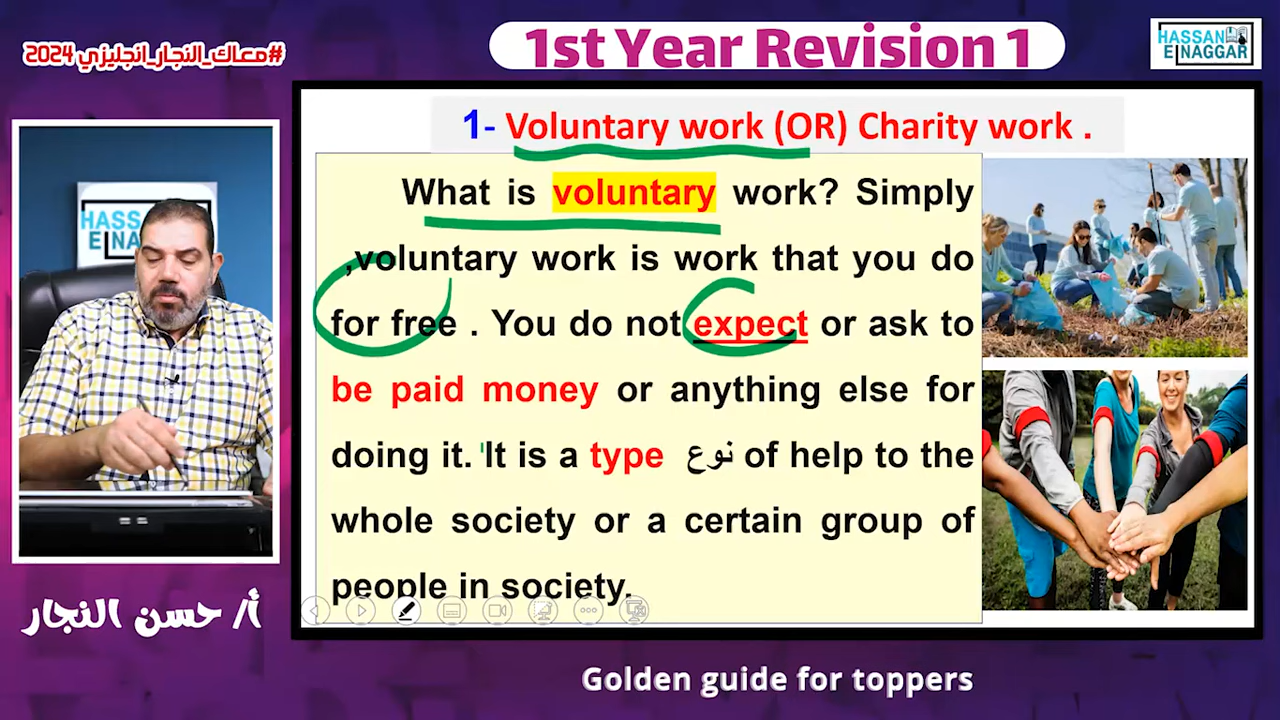 #معاك_النجار_انجليزي 2024
1st Year Revision 1
HASSAN
ELNAGGAR
1- Voluntary work (OR) Charity work .
What is voluntary work? Simply
,voluntary work is work that you do
for free . You do not expect or ask to
be paid money or anything else for
doing it. 'It is a type نوع of help to the
whole society or a certain group of
people in society.
HASS
ELNA
أ/ حسن النجار
Golden guide for toppers